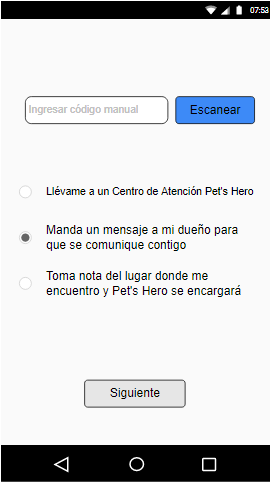 07:53
Ingresar código manual
Escanear
Llévame a un Centro de Atención Pet's Hero
Manda un mensaje a mi dueño para
que se comunique contigo
Toma nota del lugar donde me
encuentro y Pet's Hero se encargará
Siguiente